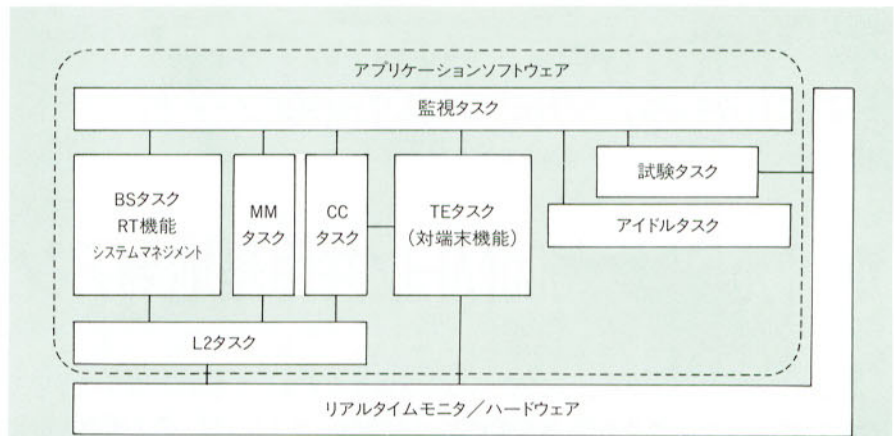 アプリケーションソフトウェア
監視タスク
BSタスク
RT機能
システムマネジメント
MM
タスク
CC
タスク
TEタスク
(対端末機能)
試験タスク
アイドルタスク
L2タスク
リアルタイムモニタ/ハードウェア